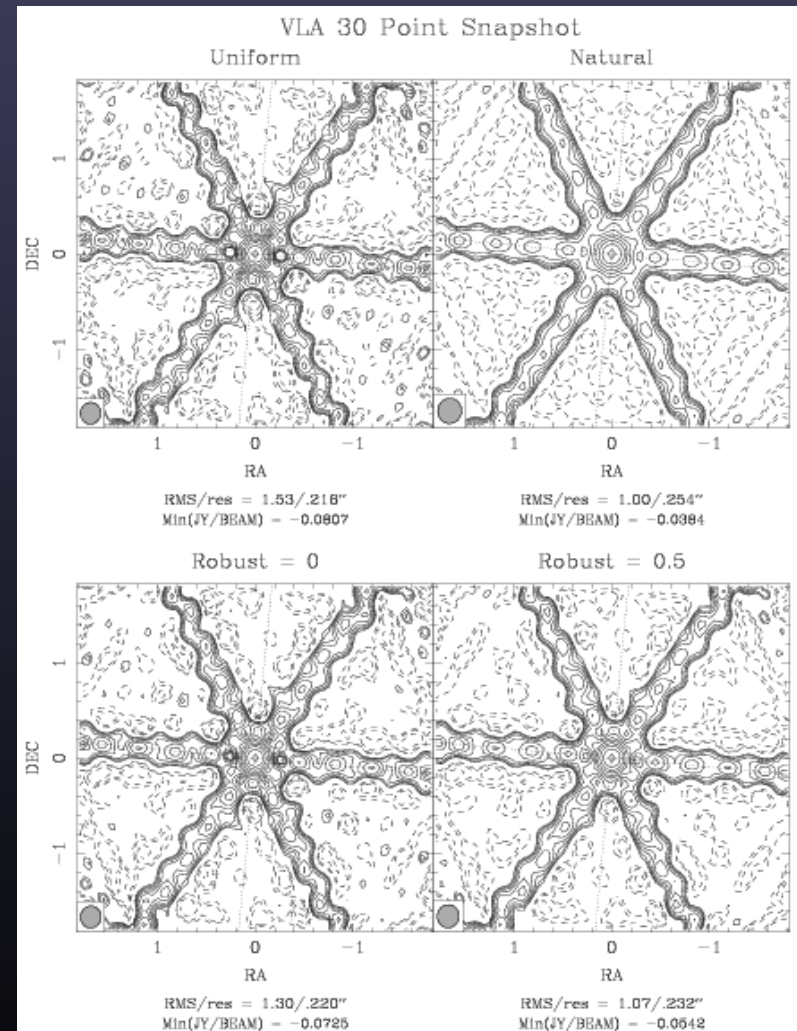 VLA 30 Point Snapshot
Uniform Natural
DEC
1
0
−1
1 0 −1
1 0 −1
RA RA
RMS/res = 1.53/.218″ RMS/res = 1.00/.254″
Min(JY/BEAM) = −0.0807 Min(JY/BEAM) = −0.0384
Robust = 0 Robust = 0.5
DEC
1
0
−1
1 0 −1
1 0 −1
RA RA
RMS/res = 1.30/.220″ RMS/res = 1.07/.232″
Min(JY/BEAM) = −0.0725 Min(JY/BEAM) = −0.0542